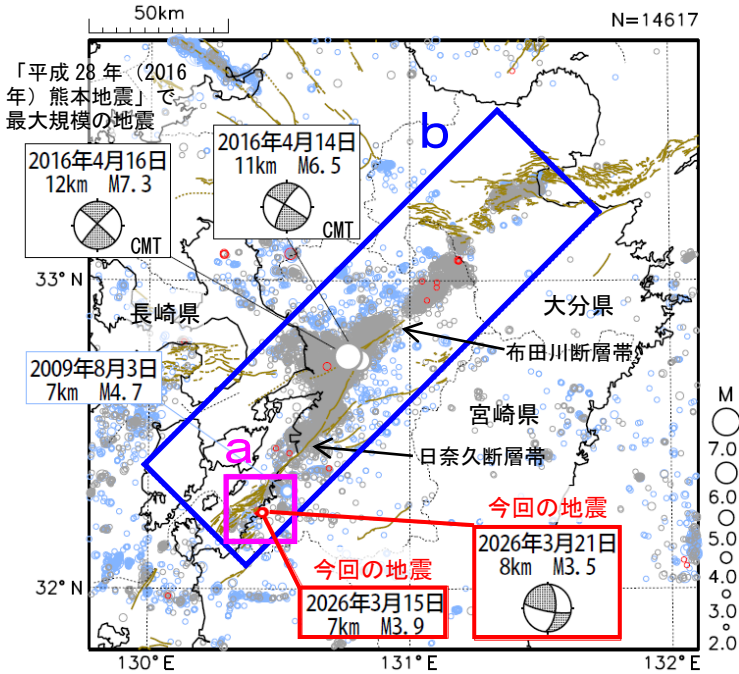 50km
N=14617
「平成 28 年（2016
年）熊本地震」で
最大規模の地震
2016年4月14日
11km M6.5
CMT
2016年4月16日
12km M7.3
CMT
b
33°N
長崎県
大分県
布田川断層帯
2009年8月3日
7km M4.7
宮崎県
a
日奈久断層帯
M
7.0
6.0
5.0
4.0
3.0
2.0
今回の地震
2026年3月21日
8km M3.5
今回の地震
2026年3月15日
7km M3.9
32°N
130°E
131°E
132°E